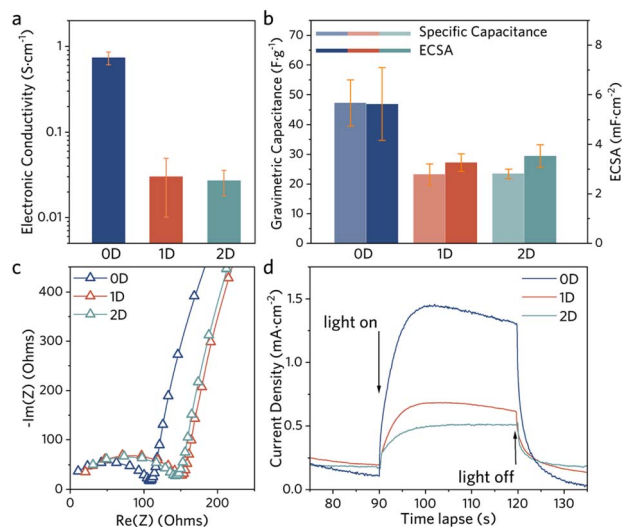 a
Electronic Conductivity (S·cm⁻¹)
1
0.1
0.01
0D 1D 2D
b
Specific Capacitance
ECSA
Gravimetric Capacitance (F·g⁻¹)
70
60
50
40
30
20
10
0
0D 1D 2D
8
6
4
2
0
ECSA (mF·cm⁻²)
c
0D
1D
2D
-Im(Z) (Ohms)
400
300
200
100
0
0 100 200
Re(Z) (Ohms)
d
0D
1D
2D
light on
light off
Current Density (mA·cm⁻²)
1.5
1.0
0.5
0.0
80 90 100 110 120 130
Time lapse (s)